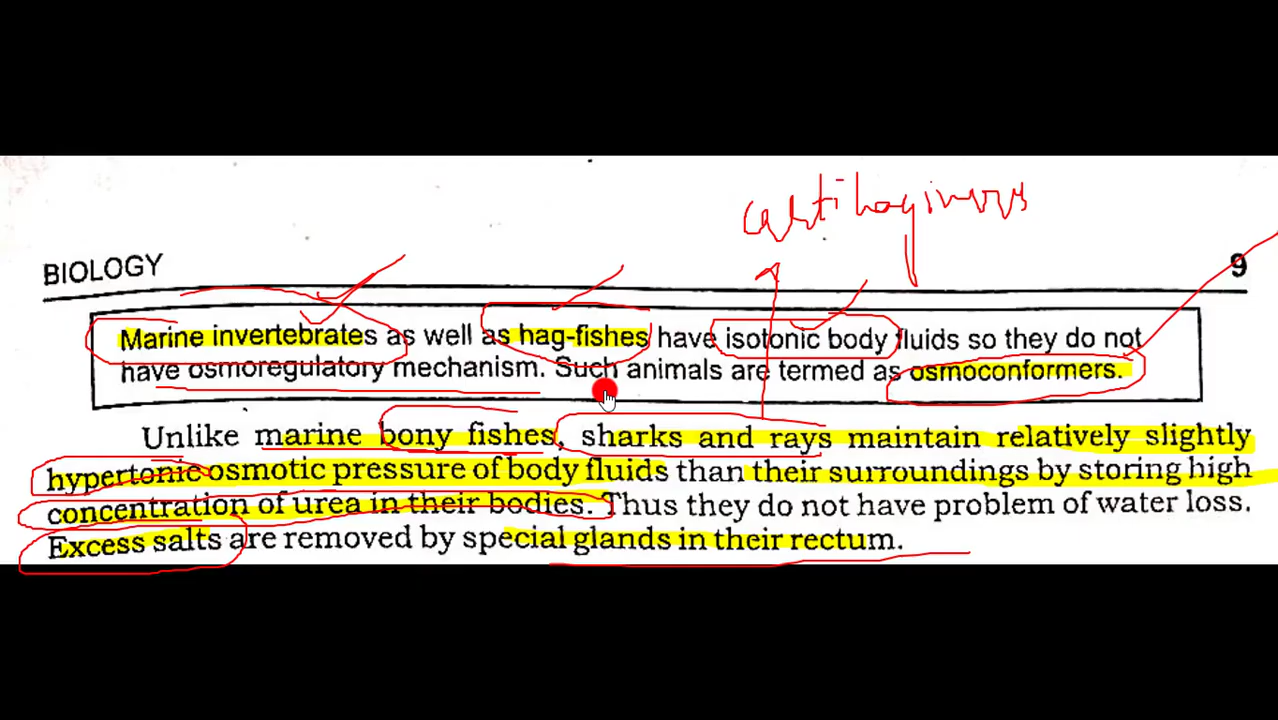 cartilaginous
BIOLOGY 9
Marine invertebrates as well as hag-fishes have isotonic body fluids so they do not
have osmoregulatory mechanism. Such animals are termed as osmoconformers.
Unlike marine bony fishes, sharks and rays maintain relatively slightly
hypertonic osmotic pressure of body fluids than their surroundings by storing high
concentration of urea in their bodies. Thus they do not have problem of water loss.
Excess salts are removed by special glands in their rectum.